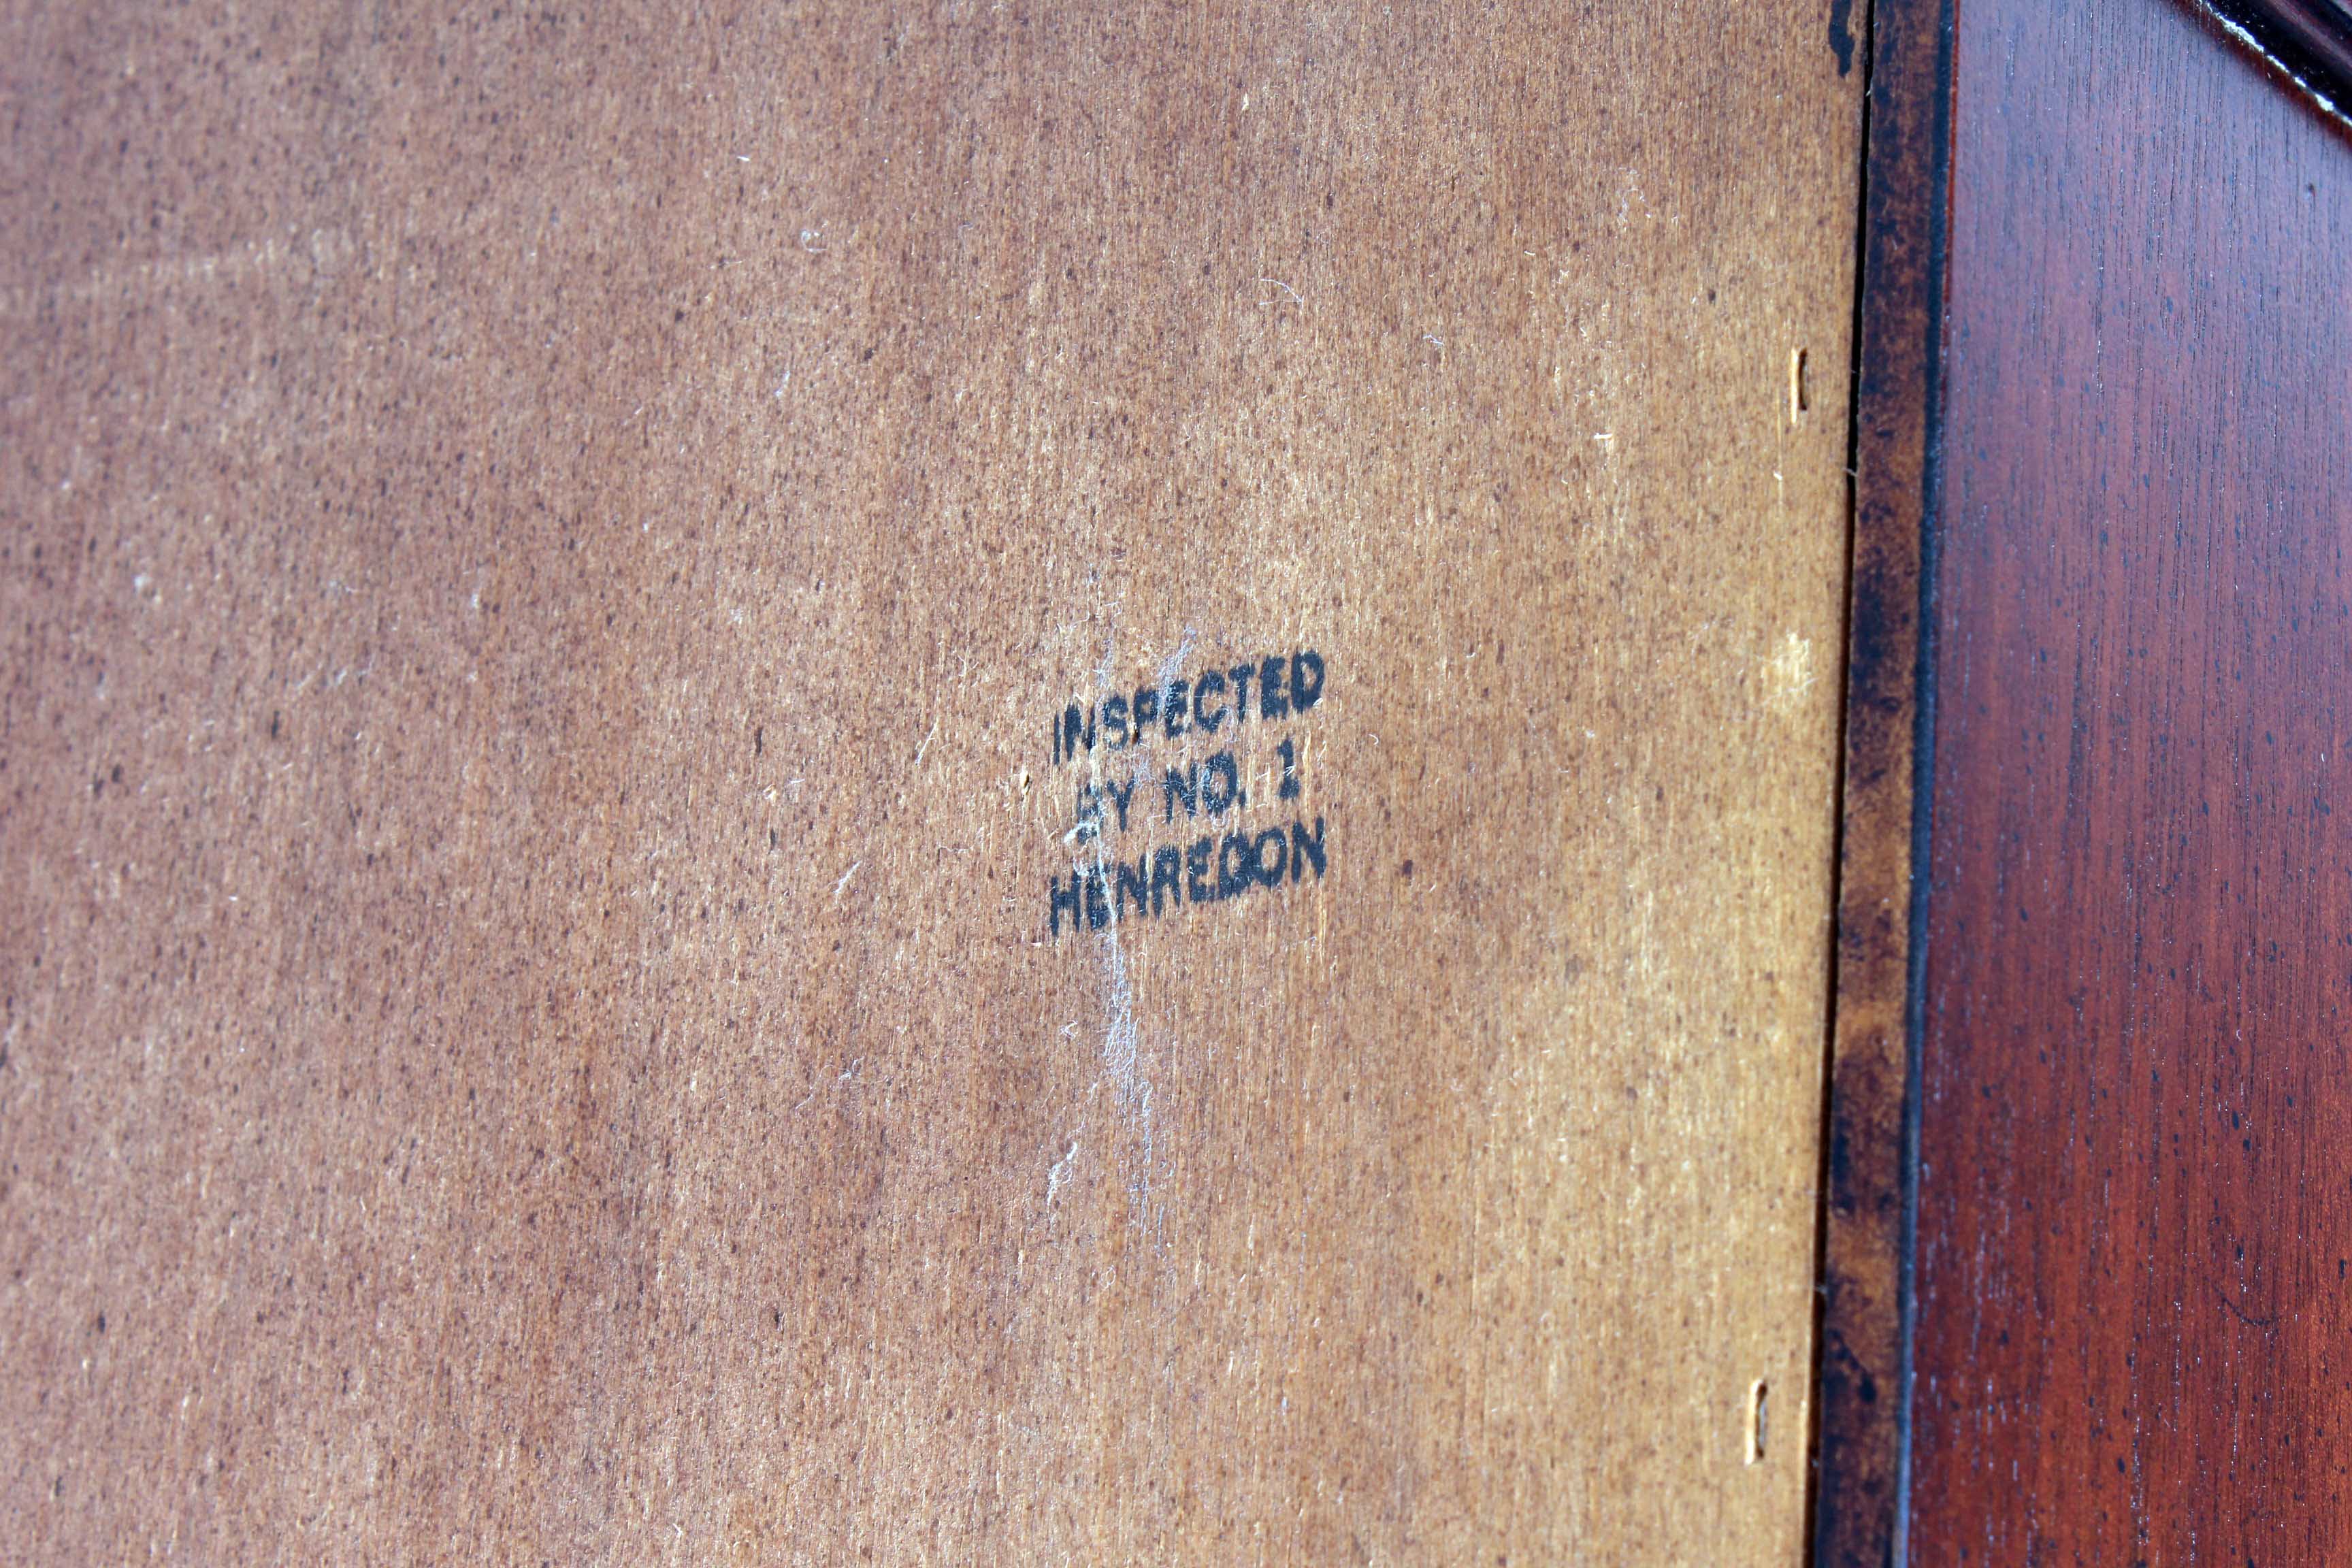 INSPECTED
BY NO. 1
HENREDON